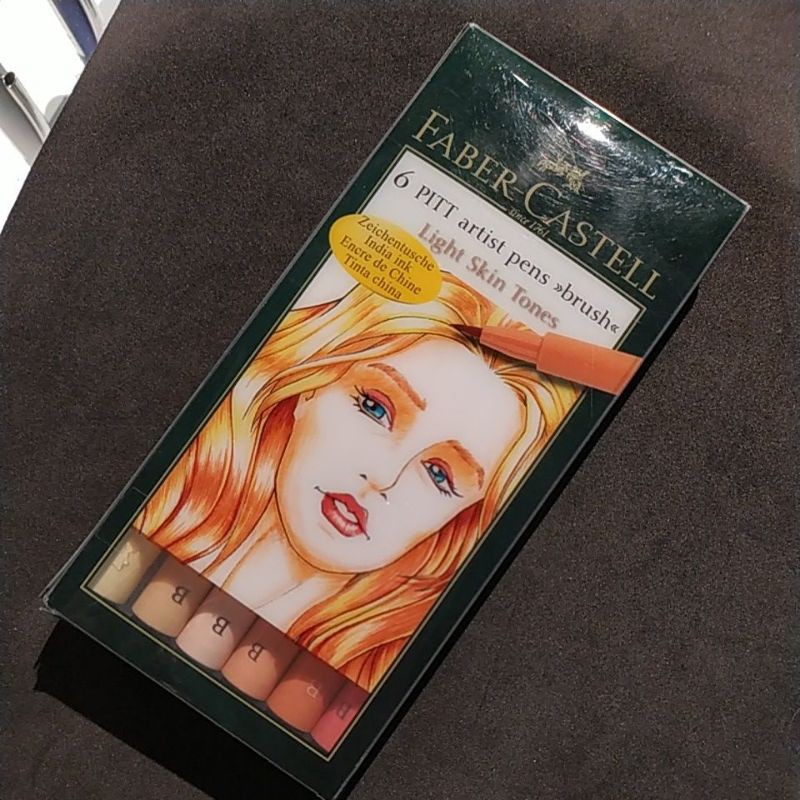 FABER-CASTELL
since 1761
6 PITT artist pens »brush«
Light Skin Tones
Zeichentusche
India ink
Encre de Chine
Tinta china
B
B
B
B
B